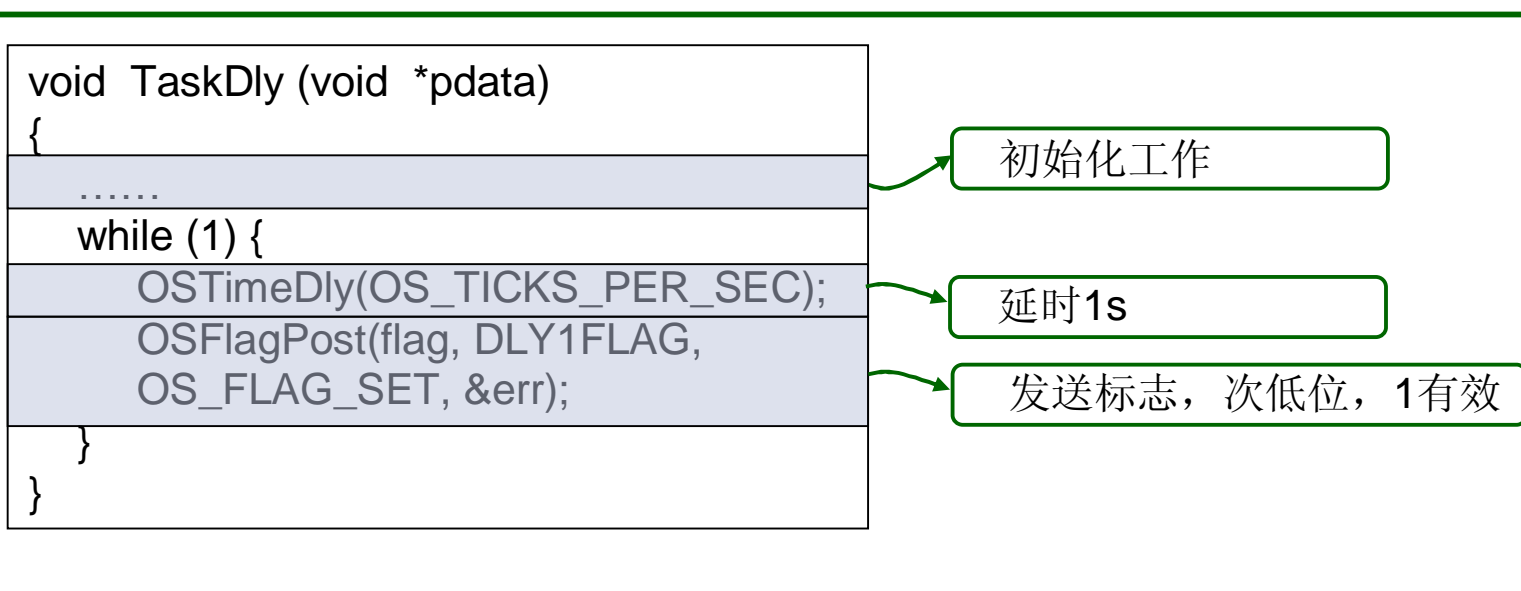 void TaskDly (void *pdata)
{
……
初始化工作
while (1) {
OSTimeDly(OS_TICKS_PER_SEC);
延时1s
OSFlagPost(flag, DLY1FLAG,
OS_FLAG_SET, &err);
发送标志，次低位，1有效
}
}